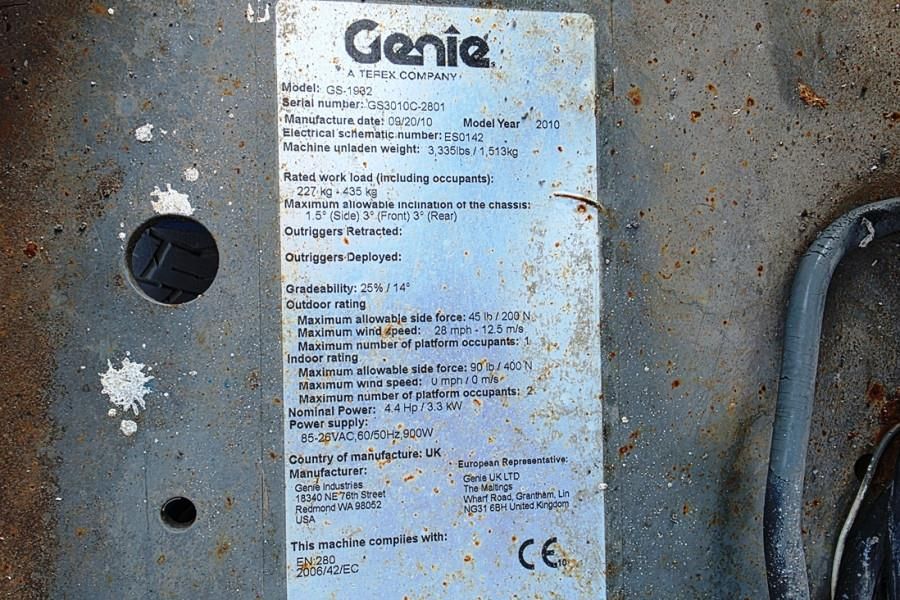 Genie
A TEREX COMPANY
Model: GS-1932
Serial number: GS3010C-2801
Manufacture date: 09/20/10 Model Year 2010
Electrical schematic number: ES0142
Machine unladen weight: 3,335lbs / 1,513kg
Rated work load (including occupants):
227 kg - 435 kg
Maximum allowable inclination of the chassis:
1.5° (Side) 3° (Front) 3° (Rear)
Outriggers Retracted:
Outriggers Deployed:
Gradeability: 25% / 14°
Outdoor rating
Maximum allowable side force: 45 lb / 200 N
Maximum wind speed: 28 mph - 12.5 m/s
Maximum number of platform occupants: 1
Indoor rating
Maximum allowable side force: 90 lb / 400 N
Maximum wind speed: 0 mph / 0 m/s
Maximum number of platform occupants: 2
Nominal Power: 4.4 Hp / 3.3 kW
Power supply:
85-26VAC,60/50Hz,900W
Country of manufacture: UK
Manufacturer:
Genie Industries
18340 NE 76th Street
Redmond WA 98052
USA
European Representative:
Genie UK LTD
The Maltings
Wharf Road, Grantham, Lin
NG31 6BH United Kingdom
This machine complies with:
EN 280
2006/42/EC
CE 10